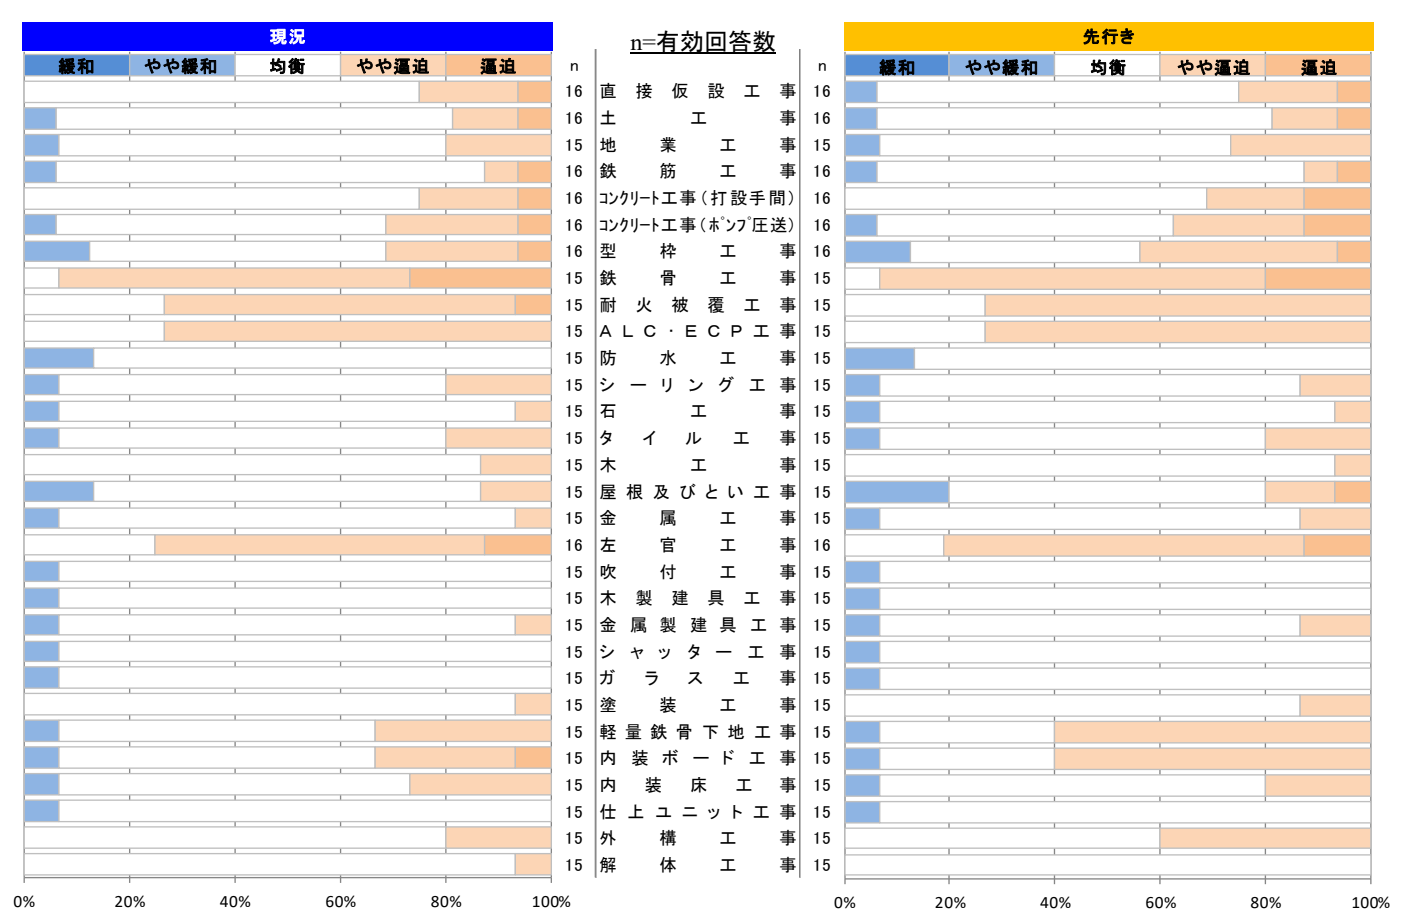 現況 n=有効回答数 先行き
緩和 やや緩和 均衡 やや逼迫 逼迫 n n 緩和 やや緩和 均衡 やや逼迫 逼迫
16 直接仮設工事 16
16 土工事 16
15 地業工事 15
16 鉄筋工事 16
16 ｺﾝｸﾘｰﾄ工事(打設手間) 16
16 ｺﾝｸﾘｰﾄ工事(ﾎﾟﾝﾌﾟ圧送) 16
16 型枠工事 16
15 鉄骨工事 15
15 耐火被覆工事 15
15 ＡＬＣ・ＥＣＰ工事 15
15 防水工事 15
15 シーリング工事 15
15 石工事 15
15 タイル工事 15
15 木工事 15
15 屋根及びとい工事 15
15 金属工事 15
16 左官工事 16
15 吹付工事 15
15 木製建具工事 15
15 金属製建具工事 15
15 シャッター工事 15
15 ガラス工事 15
15 塗装工事 15
15 軽量鉄骨下地工事 15
15 内装ボード工事 15
15 内装床工事 15
15 仕上ユニット工事 15
15 外構工事 15
15 解体工事 15
0% 20% 40% 60% 80% 100% 0% 20% 40% 60% 80% 100%